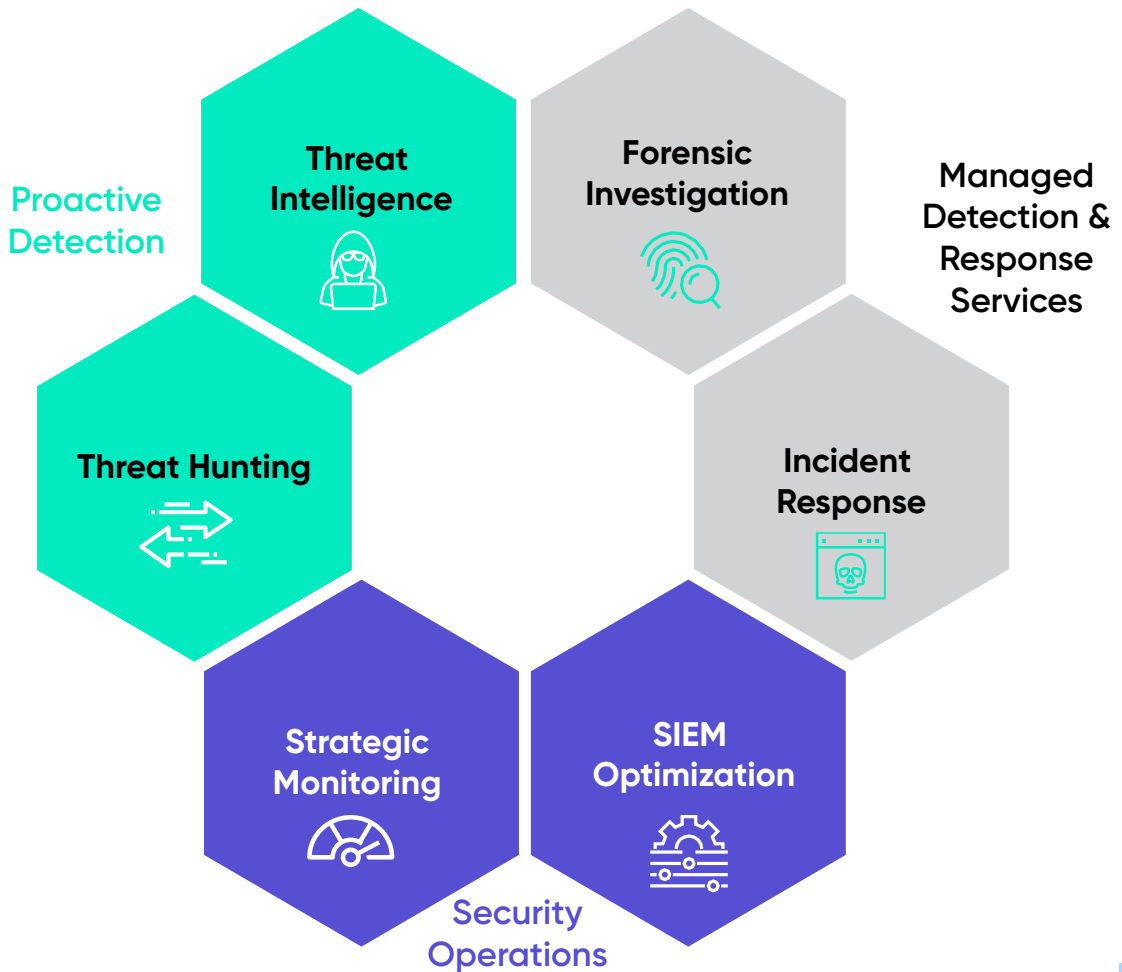 Threat
Intelligence
Forensic
Investigation
Proactive
Detection
Managed
Detection &
Response
Services
Threat Hunting
Incident
Response
Strategic
Monitoring
SIEM
Optimization
Security
Operations